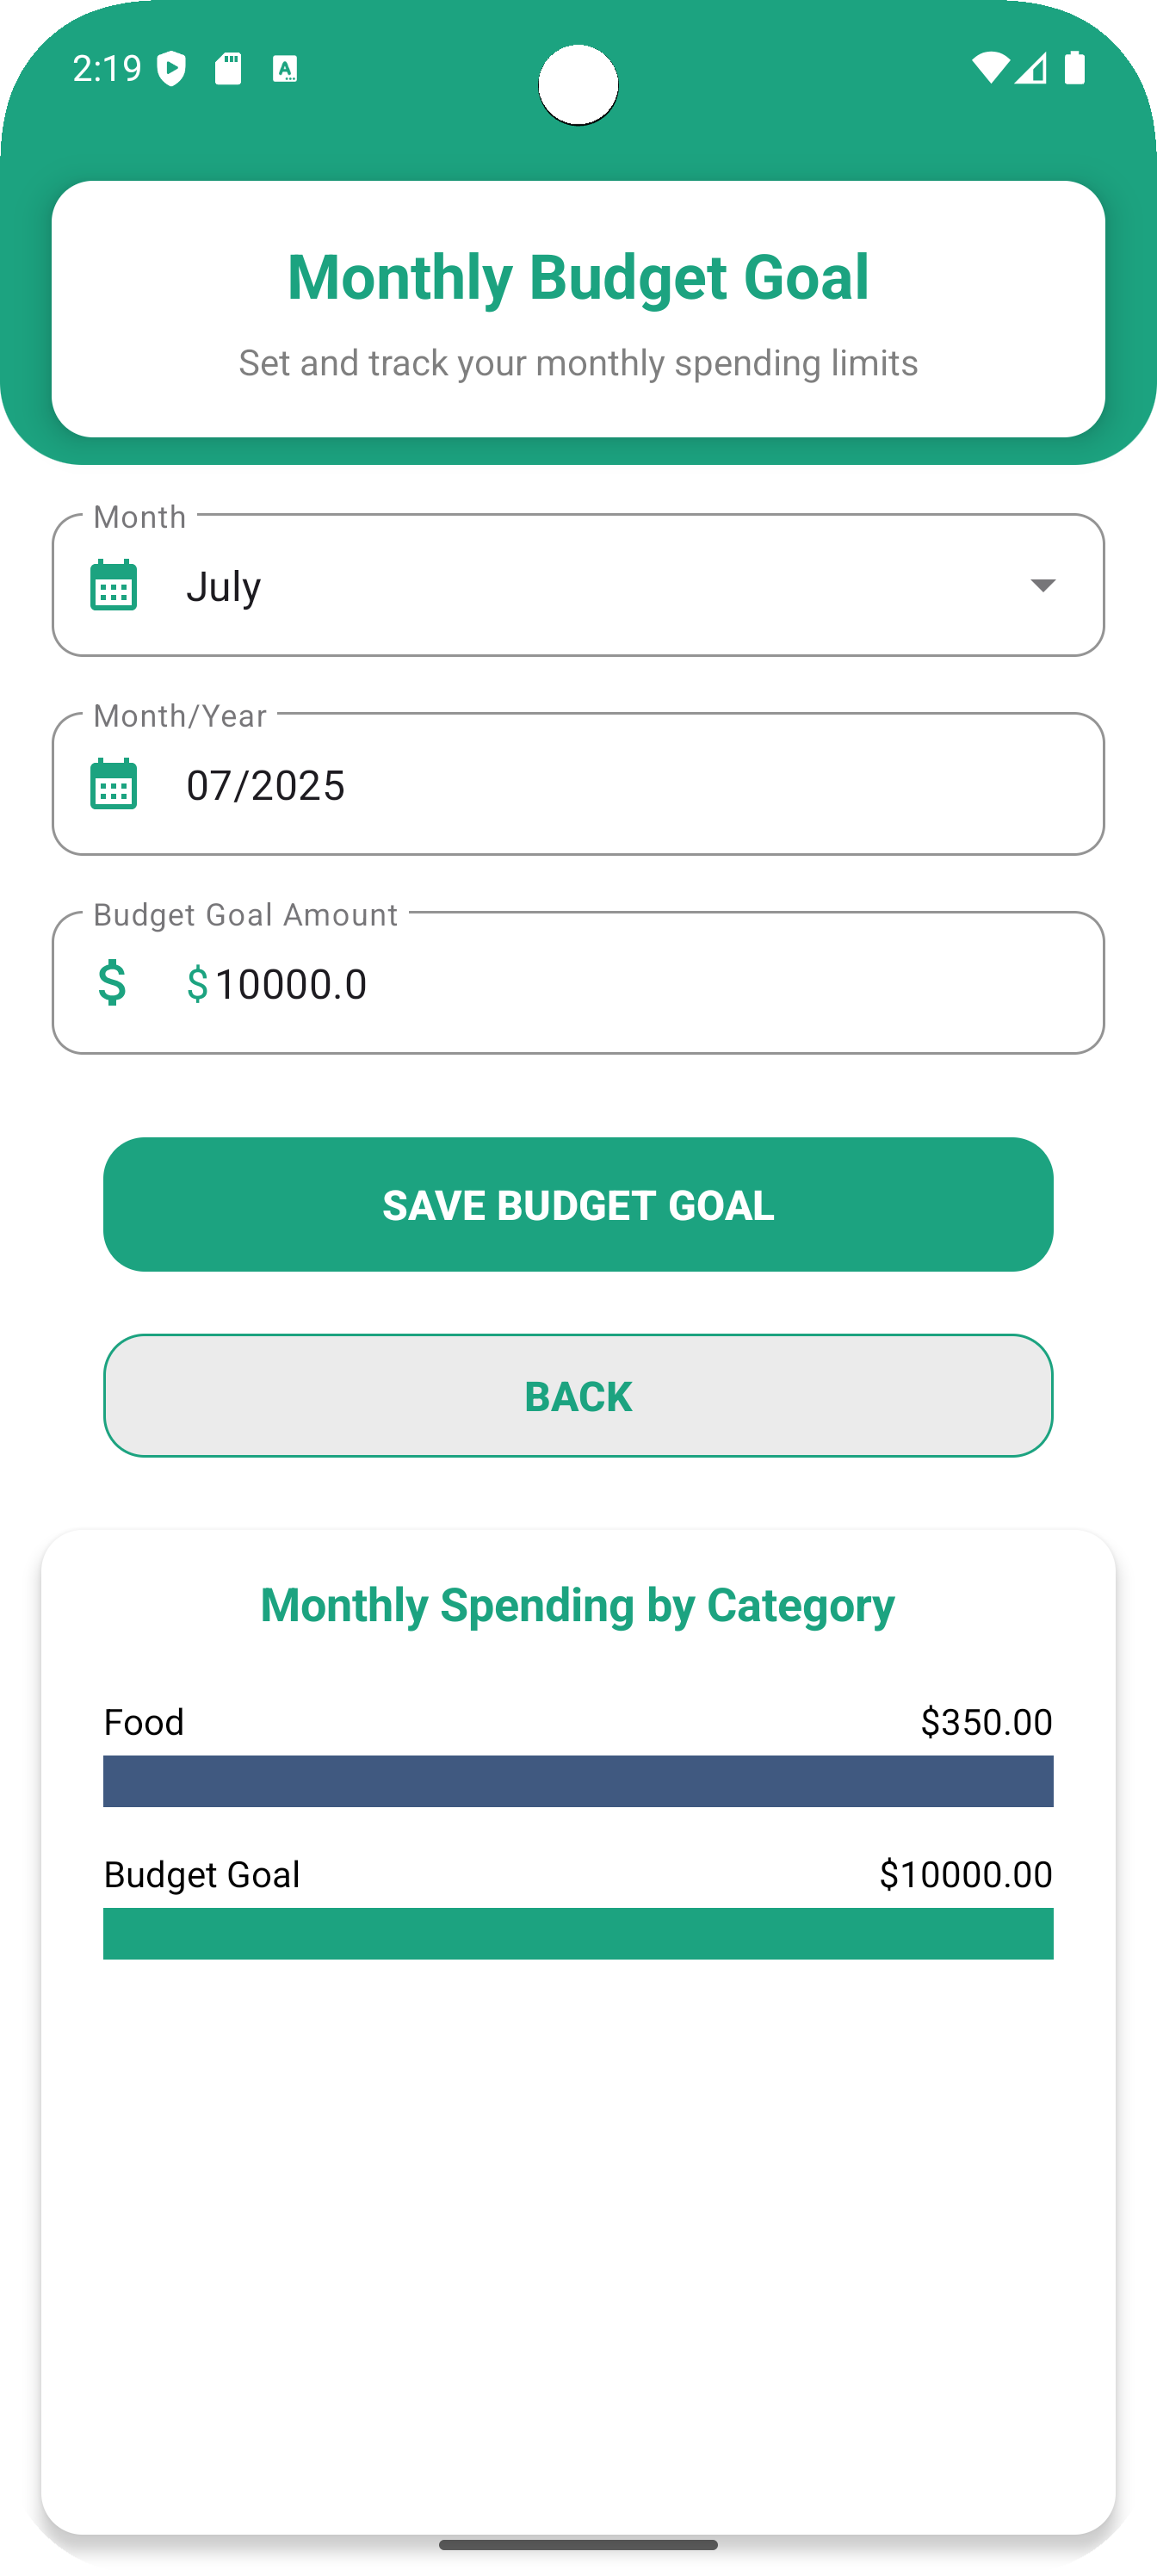 2:19
Monthly Budget Goal
Set and track your monthly spending limits
Month
July
Month/Year
07/2025
Budget Goal Amount
$ $10000.0
SAVE BUDGET GOAL
BACK
Monthly Spending by Category
Food $350.00
Budget Goal $10000.00